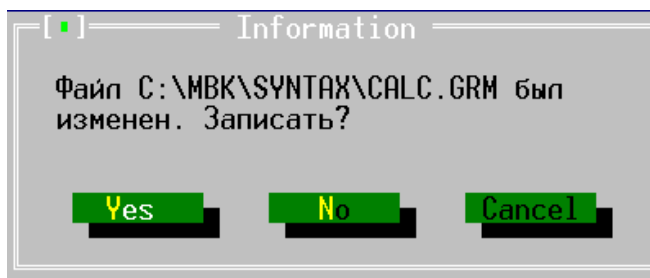 Information
Файл C:\MBK\SYNTAX\CALC.GRM был
изменен. Записать?
Yes No Cancel